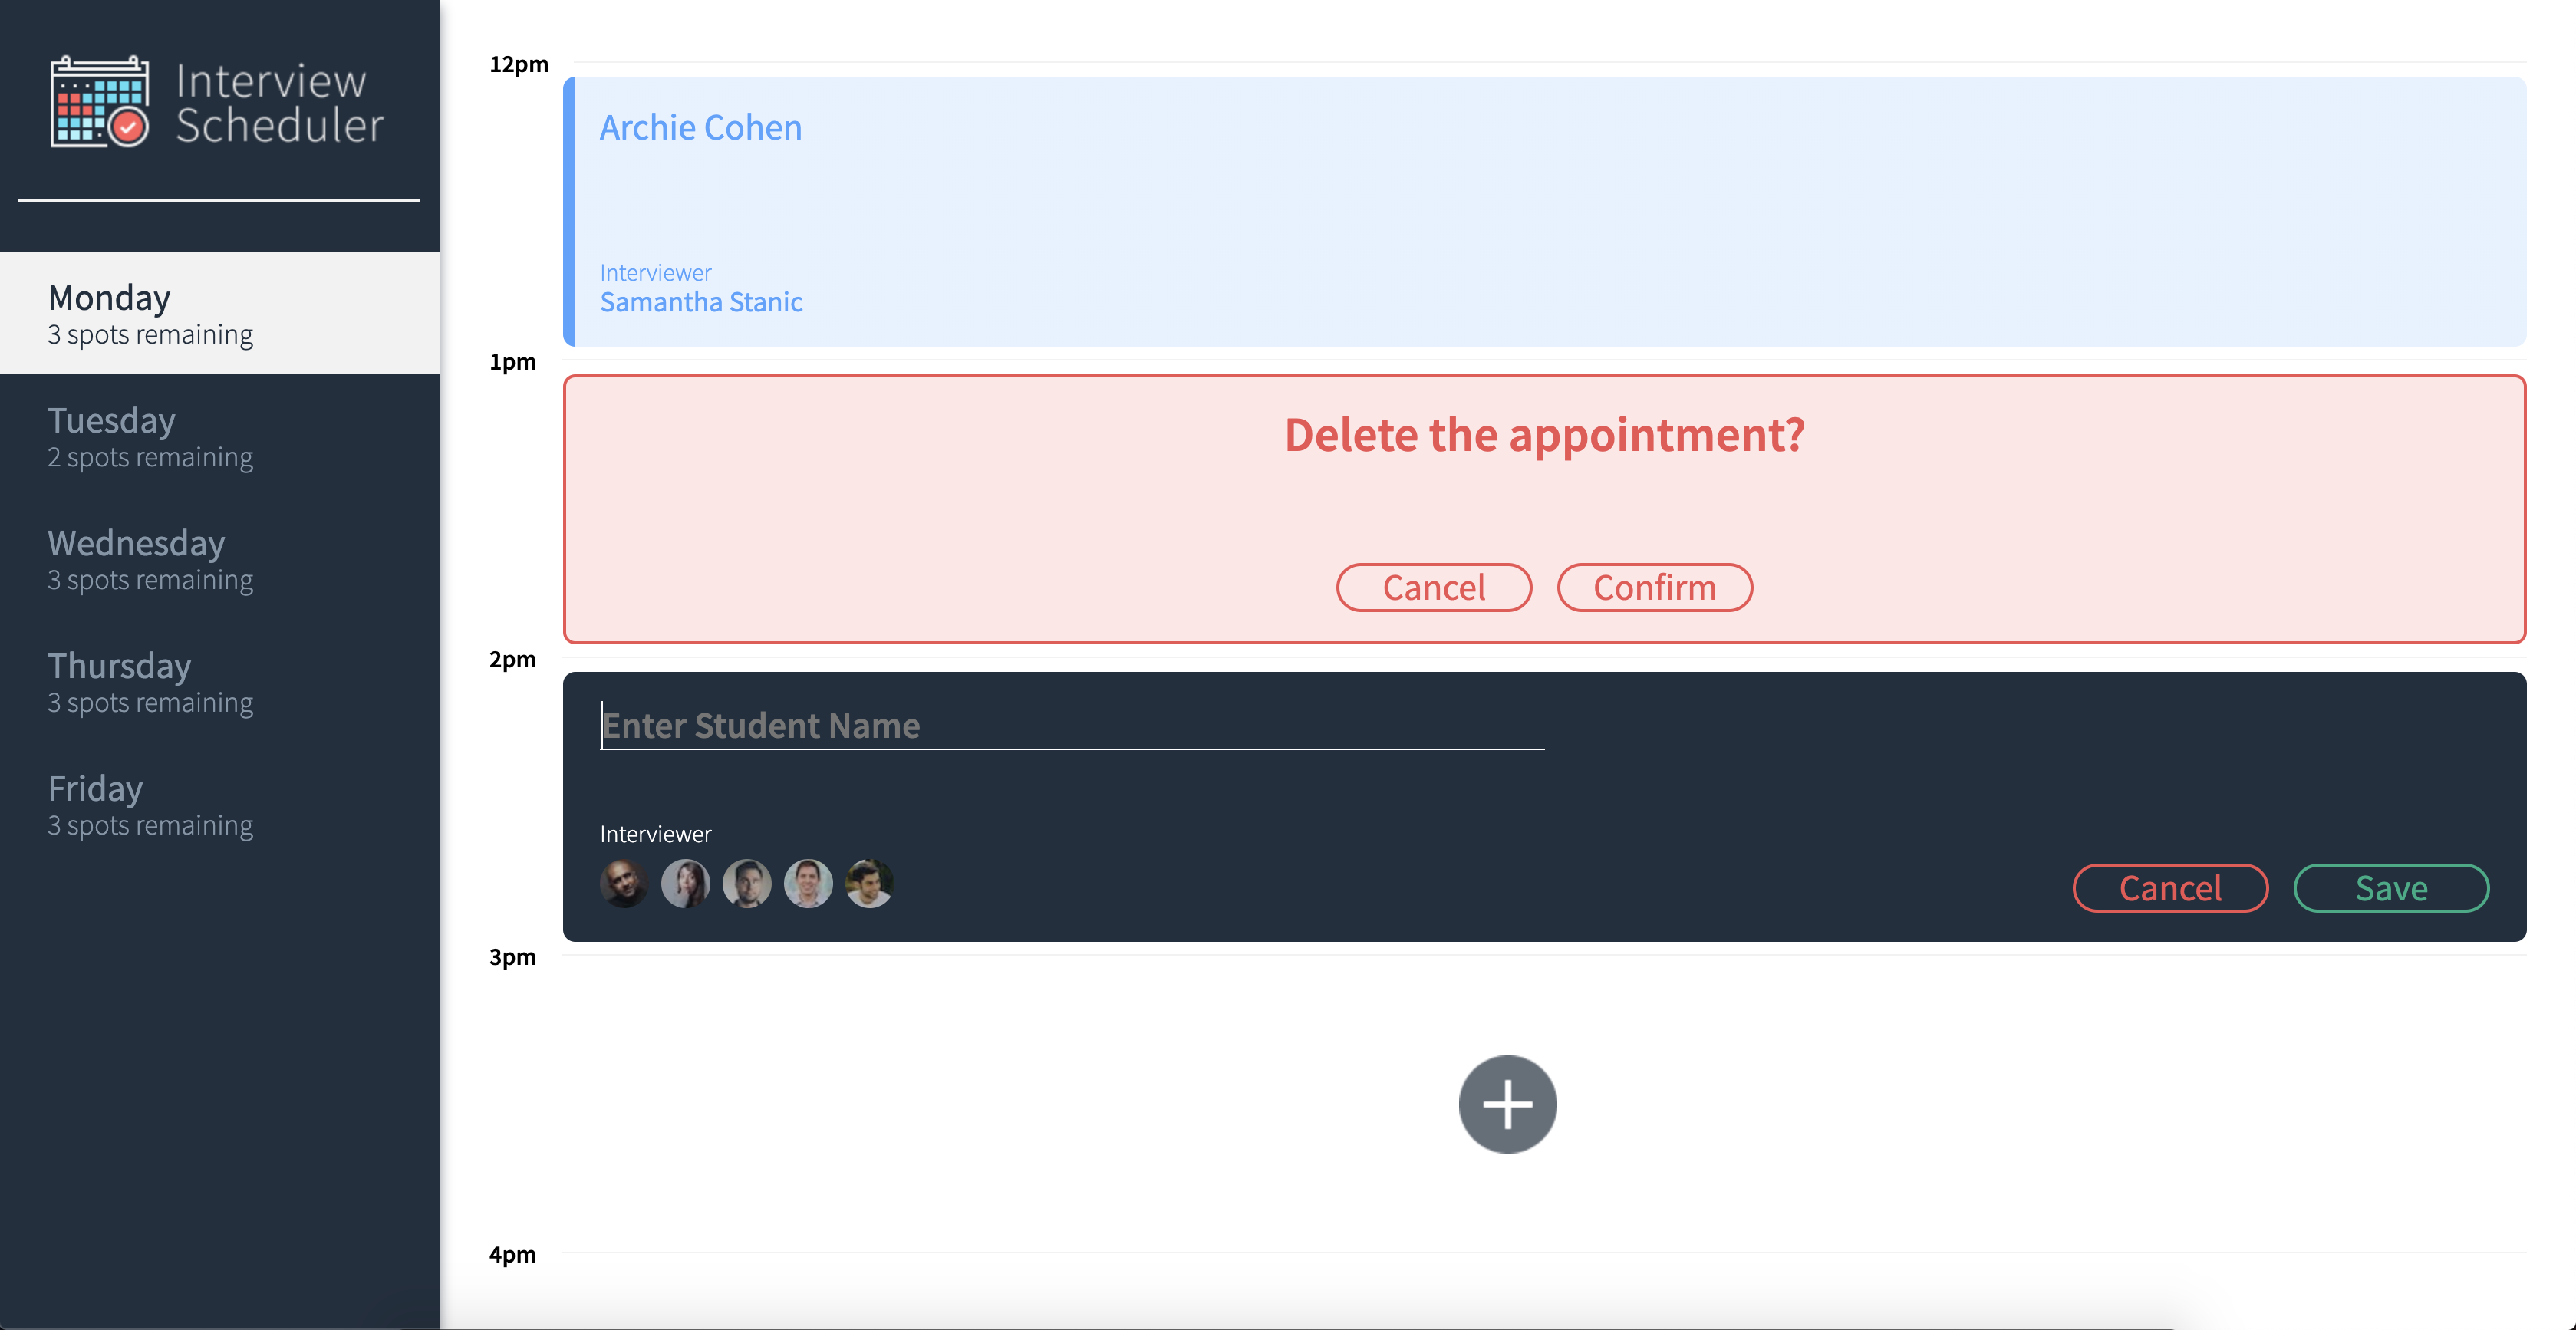 Interview
Scheduler
Monday
3 spots remaining
Tuesday
2 spots remaining
Wednesday
3 spots remaining
Thursday
3 spots remaining
Friday
3 spots remaining
12pm
Archie Cohen
Interviewer
Samantha Stanic
1pm
Delete the appointment?
Cancel Confirm
2pm
Enter Student Name
Interviewer
Cancel Save
3pm
4pm